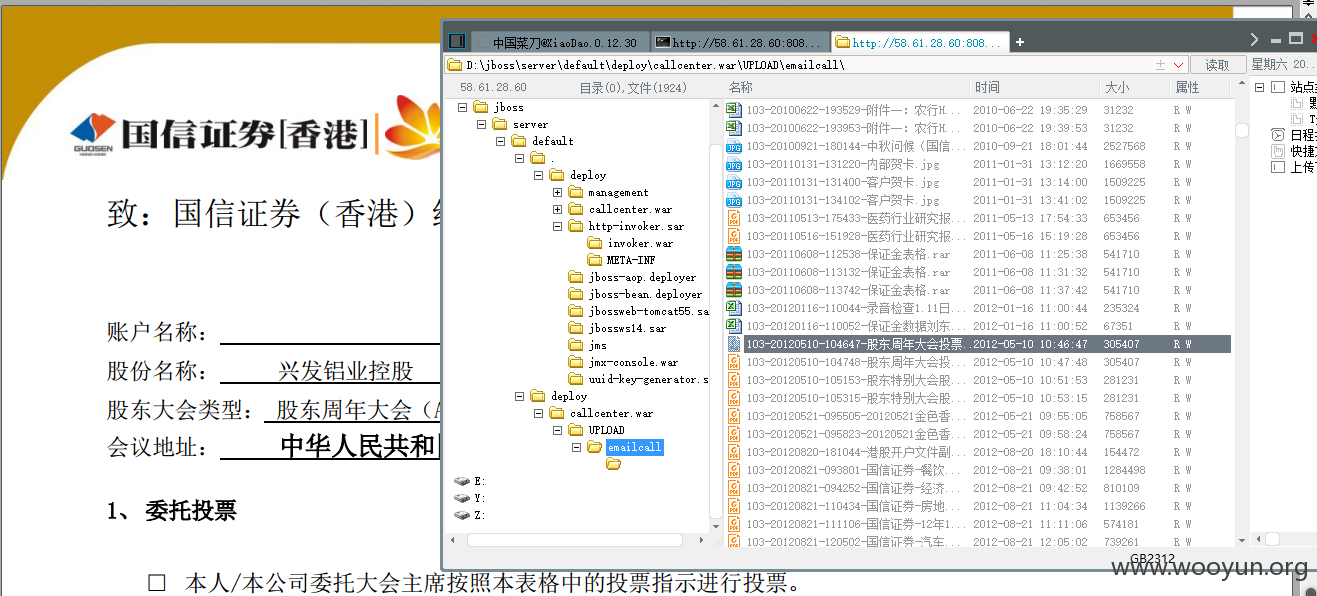 国信证券[香港]
GUOSEN
致：国信证券（香港）
账户名称：
股份名称： 兴发铝业控股
股东大会类型： 股东周年大会（A
会议地址： 中华人民共和
1、 委托投票
□ 本人/本公司委托大会主席按照本表格中的投票指示进行投票。
中国菜刀@XiaoDao.0.12.30
http://58.61.28.60:808...
http://58.61.28.60:808...
D:\jboss\server\default\deploy\callcenter.war\UPLOAD\emailcall\
读取
星期六 20..
58.61.28.60
目录(0),文件(1924)
名称 时间 大小 属性
jboss
server
default
.
deploy
management
callcenter.war
http-invoker.sar
invoker.war
META-INF
jboss-aop.deployer
jboss-bean.deployer
jbossweb-tomcat55.sa
jbossws14.sar
jms
jmx-console.war
uuid-key-generator.s
deploy
callcenter.war
UPLOAD
emailcall
E:
Y:
Z:
103-20100622-193529-附件一：农行H... 2010-06-22 19:35:29 31232 R W
103-20100622-193953-附件一：农行H... 2010-06-22 19:39:53 31232 R W
103-20100921-180144-中秋问候（国信... 2010-09-21 18:01:44 2527568 R W
103-20110131-131220-内部贺卡.jpg 2011-01-31 13:12:20 1669558 R W
103-20110131-131400-客户贺卡.jpg 2011-01-31 13:14:00 1509225 R W
103-20110131-134102-客户贺卡.jpg 2011-01-31 13:41:02 1509225 R W
103-20110513-175433-医药行业研究报... 2011-05-13 17:54:33 653456 R W
103-20110516-151928-医药行业研究报... 2011-05-16 15:19:28 653456 R W
103-20110608-112538-保证金表格.rar 2011-06-08 11:25:38 541710 R W
103-20110608-113132-保证金表格.rar 2011-06-08 11:31:32 541710 R W
103-20110608-113742-保证金表格.rar 2011-06-08 11:37:42 541710 R W
103-20120116-110044-录音检查1.11日... 2012-01-16 11:00:44 235324 R W
103-20120116-110052-保证金数据刘东... 2012-01-16 11:00:52 67351 R W
103-20120510-104647-股东周年大会投票... 2012-05-10 10:46:47 305407 R W
103-20120510-104748-股东周年大会投... 2012-05-10 10:47:48 305407 R W
103-20120510-105153-股东特别大会股... 2012-05-10 10:51:53 281231 R W
103-20120510-105315-股东特别大会股... 2012-05-10 10:53:15 281231 R W
103-20120521-095505-20120521金色香... 2012-05-21 09:55:05 758567 R W
103-20120521-095823-20120521金色香... 2012-05-21 09:58:24 758567 R W
103-20120820-181044-港股开户文件副... 2012-08-20 18:10:44 154472 R W
103-20120821-093801-国信证券-餐饮... 2012-08-21 09:38:01 1284498 R W
103-20120821-094252-国信证券-经济... 2012-08-21 09:42:52 810109 R W
103-20120821-110434-国信证券-房地... 2012-08-21 11:04:34 1139266 R W
103-20120821-111106-国信证券-12年1... 2012-08-21 11:11:06 574181 R W
103-20120821-120502-国信证券-汽车... 2012-08-21 12:05:02 739261 R W
站点
日程
快捷
上传
GB2312
www.wooyun.org